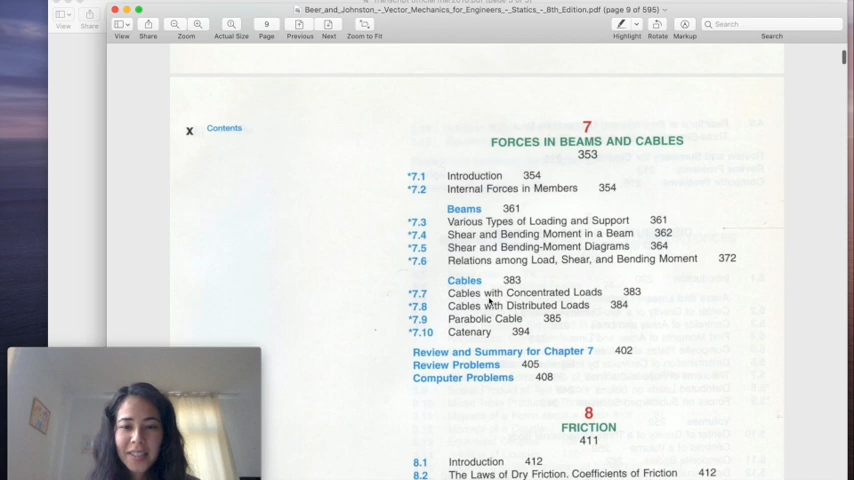 Beer_and_Johnston_-_Vector_Mechanics_for_Engineers_-_Statics_-_8th_Edition.pdf (page 9 of 595)
View Share
View Share Zoom Actual Size Page Previous Next Zoom to Fit Highlight Rotate Markup Search
9
Search
x Contents
7
FORCES IN BEAMS AND CABLES
353
*7.1 Introduction 354
*7.2 Internal Forces in Members 354
Beams 361
*7.3 Various Types of Loading and Support 361
*7.4 Shear and Bending Moment in a Beam 362
*7.5 Shear and Bending-Moment Diagrams 364
*7.6 Relations among Load, Shear, and Bending Moment 372
Cables 383
*7.7 Cables with Concentrated Loads 383
*7.8 Cables with Distributed Loads 384
*7.9 Parabolic Cable 385
*7.10 Catenary 394
Review and Summary for Chapter 7 402
Review Problems 405
Computer Problems 408
8
FRICTION
411
8.1 Introduction 412
8.2 The Laws of Dry Friction. Coefficients of Friction 412